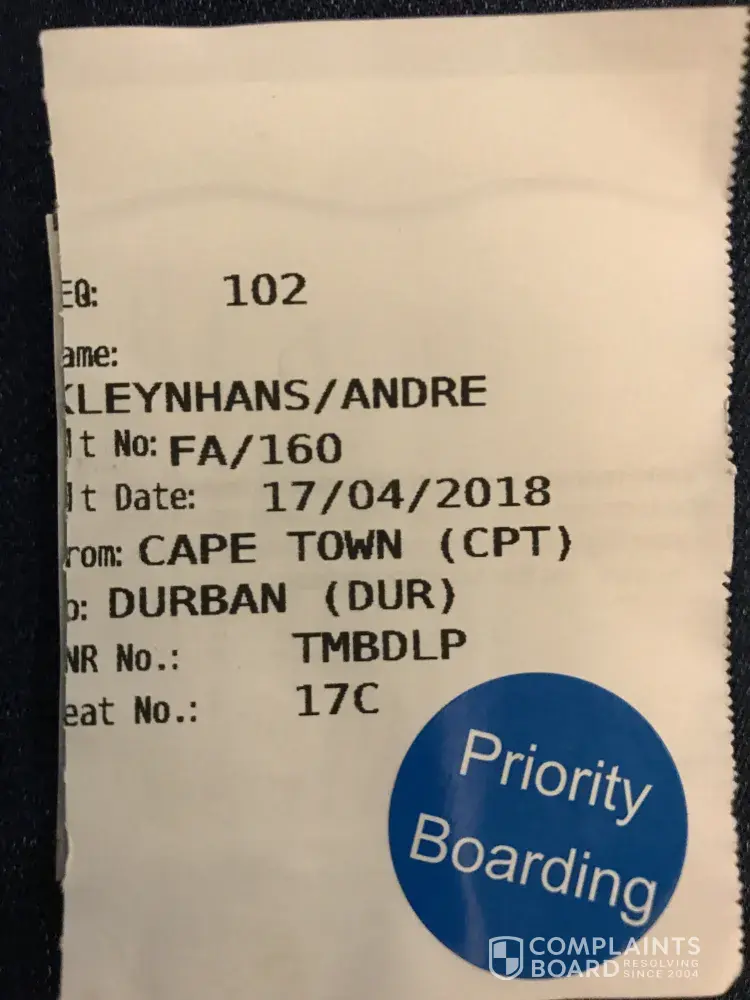 EQ: 102
ame:
KLEYNHANS/ANDRE
lt No: FA/160
lt Date: 17/04/2018
rom: CAPE TOWN (CPT)
o: DURBAN (DUR)
NR No.: TMBDLP
eat No.: 17C
Priority
Boarding
COMPLAINTS
BOARD RESOLVING
SINCE 2004